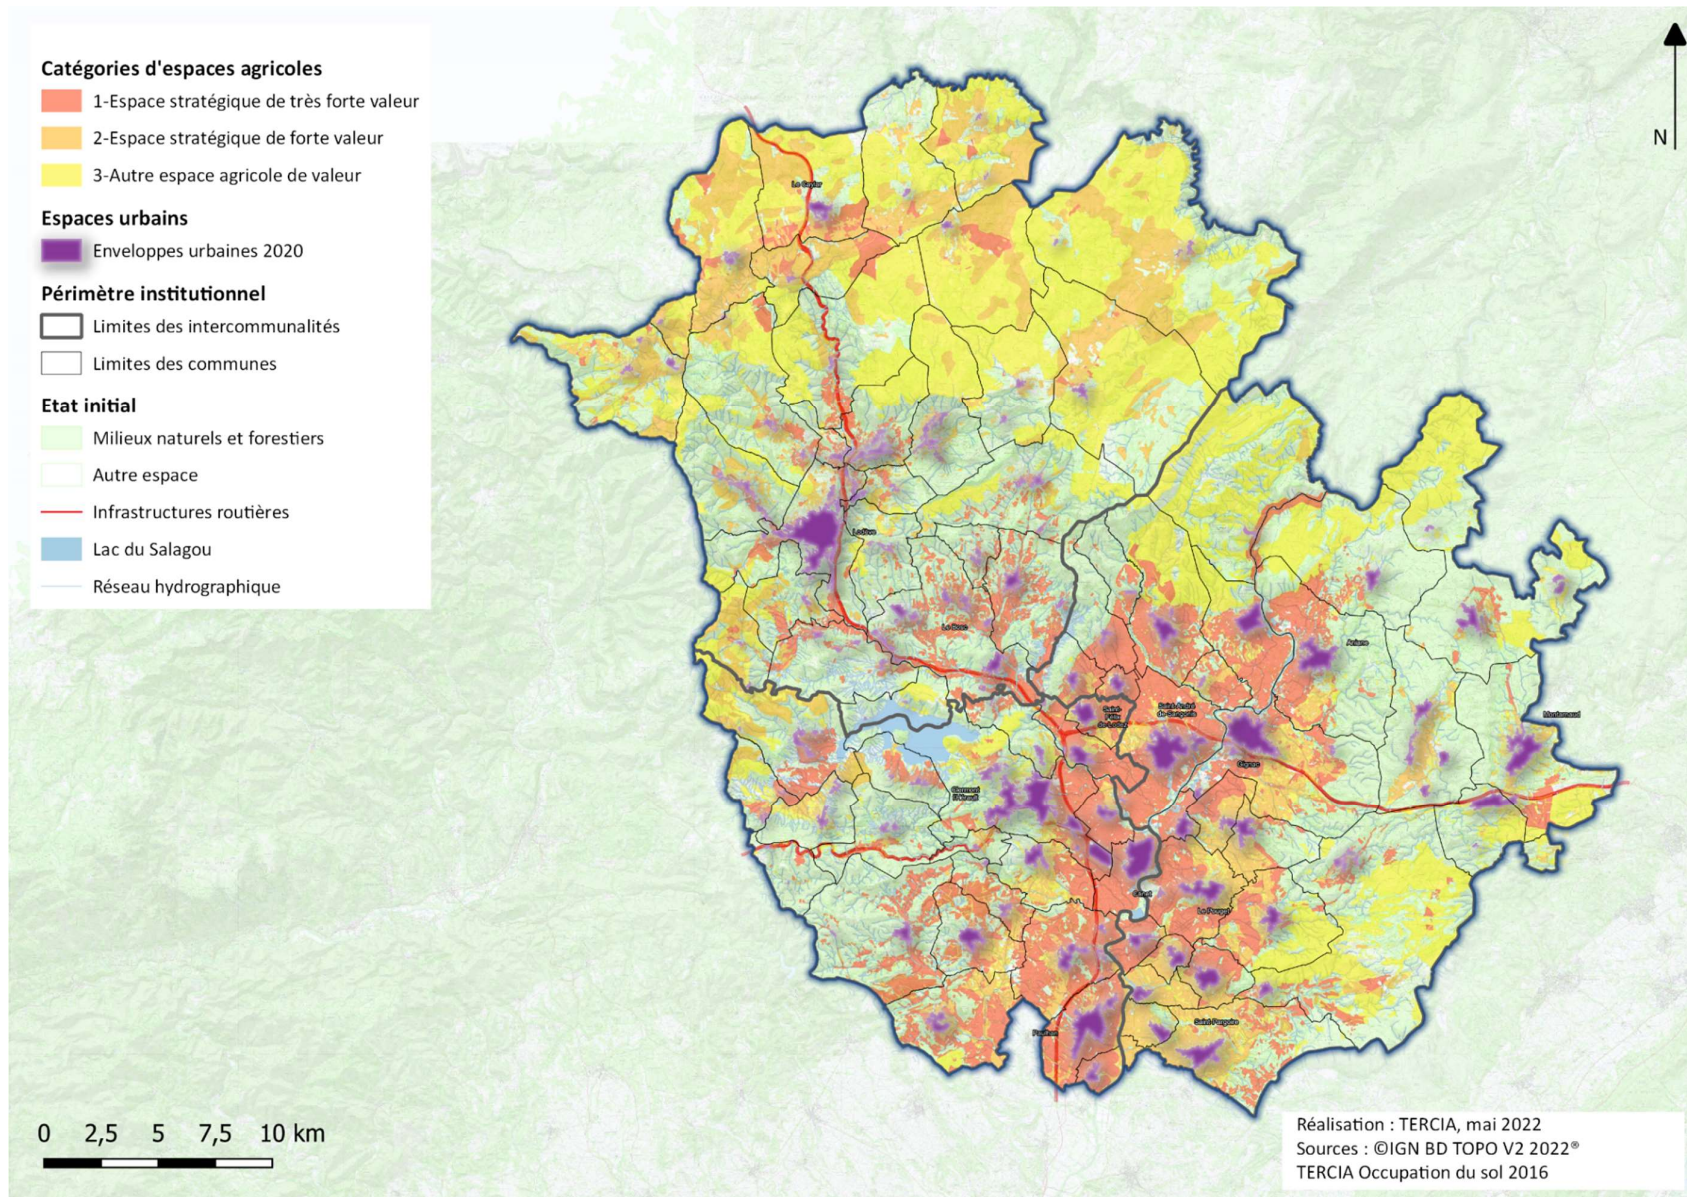 Catégories d'espaces agricoles
1-Espace stratégique de très forte valeur
2-Espace stratégique de forte valeur
3-Autre espace agricole de valeur
Espaces urbains
Enveloppes urbaines 2020
Périmètre institutionnel
Limites des intercommunalités
Limites des communes
Etat initial
Milieux naturels et forestiers
Autre espace
Infrastructures routières
Lac du Salagou
Réseau hydrographique
N
Le Caylar
Lodève
Le Bosc
Aniane
Saint-
Félix
de-Lodez
Saint-André
de-Sangonis
Montarnaud
Gignac
Clermont
l'Hérault
Canet
Le Pouget
Saint-Pargoire
Paulhan
0 2,5 5 7,5 10 km
Réalisation : TERCIA, mai 2022
Sources : ©IGN BD TOPO V2 2022®
TERCIA Occupation du sol 2016